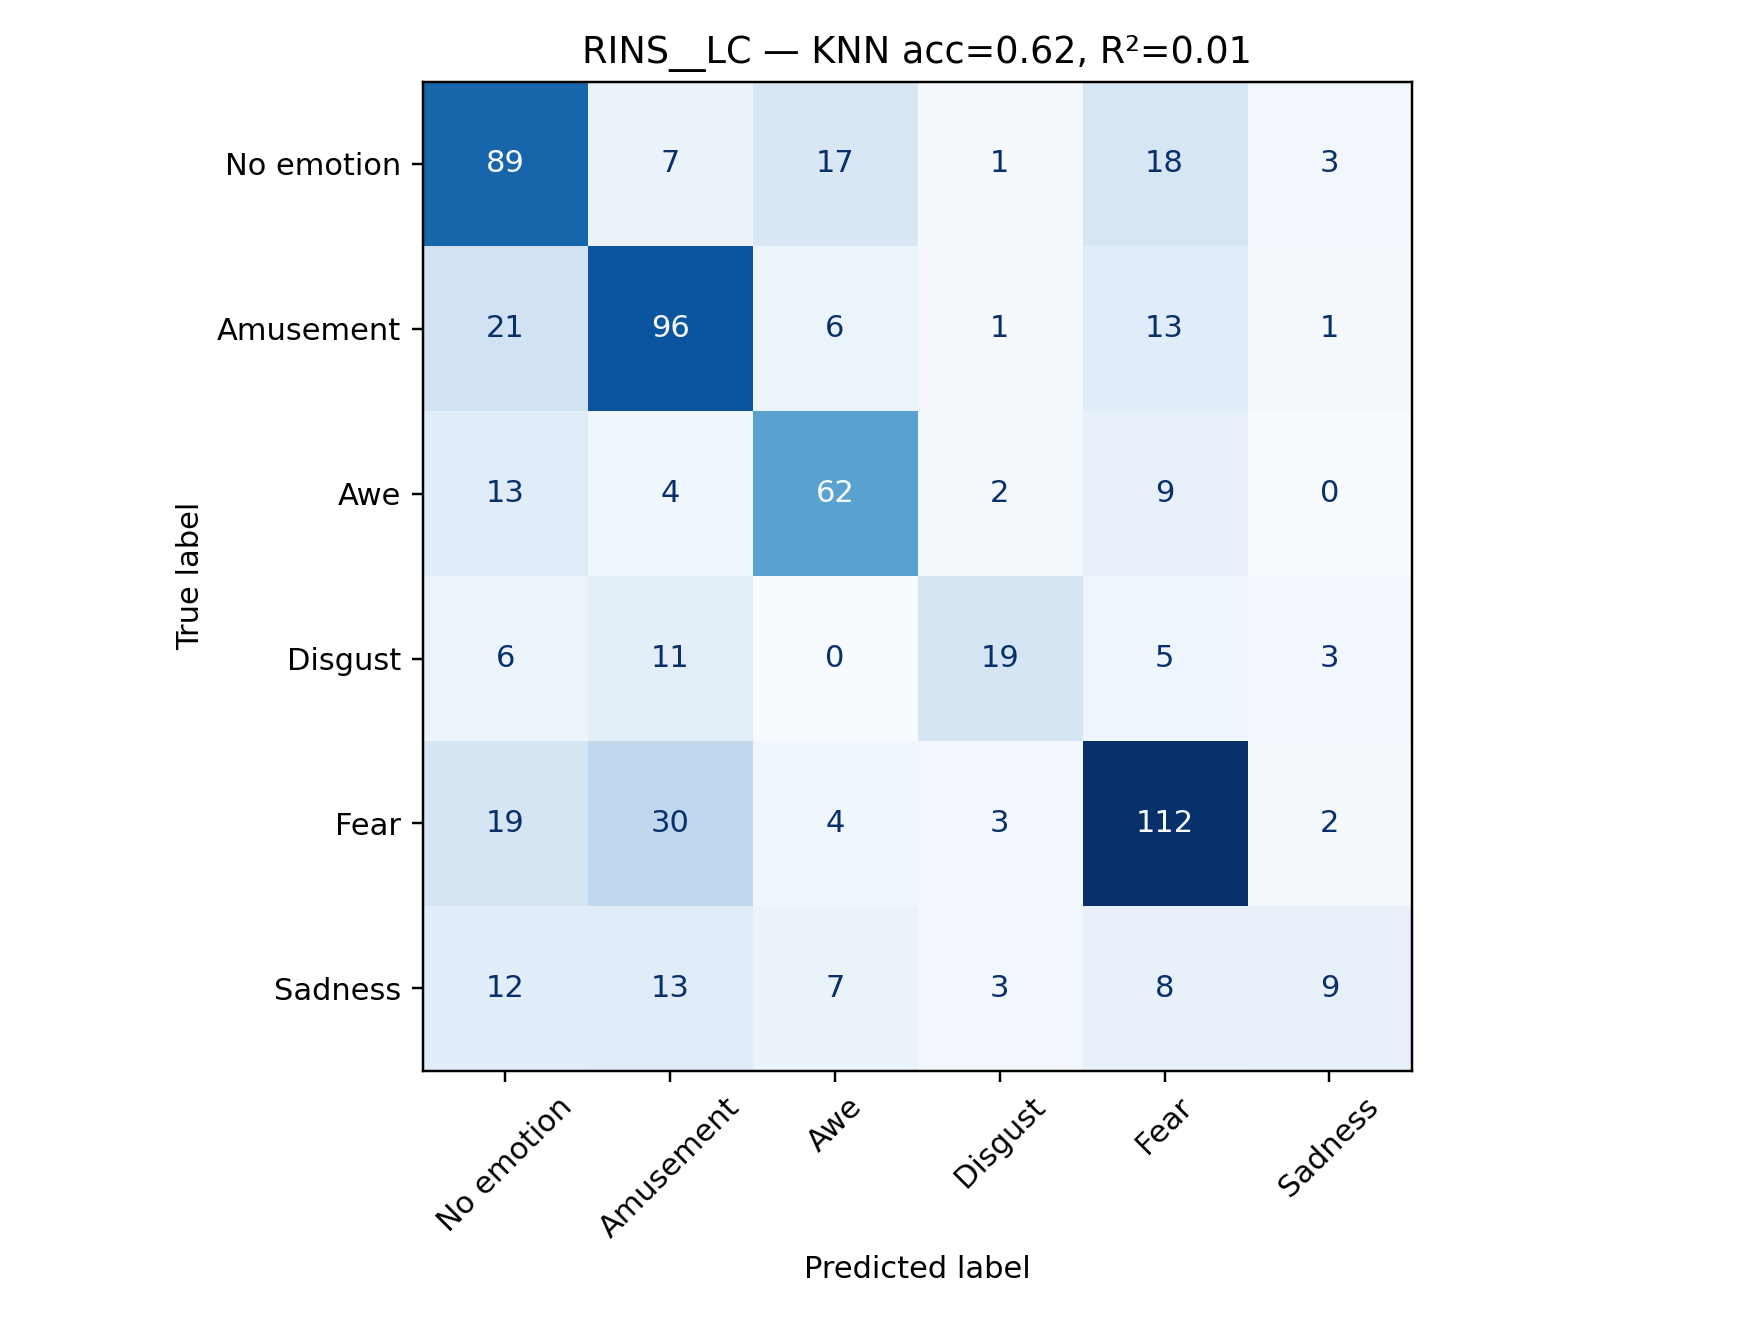 RINS__LC — KNN acc=0.62, R²=0.01
No emotion 89 7 17 1 18 3
Amusement 21 96 6 1 13 1
Awe 13 4 62 2 9 0
Disgust 6 11 0 19 5 3
Fear 19 30 4 3 112 2
Sadness 12 13 7 3 8 9
True label
No emotion Amusement Awe Disgust Fear Sadness
Predicted label